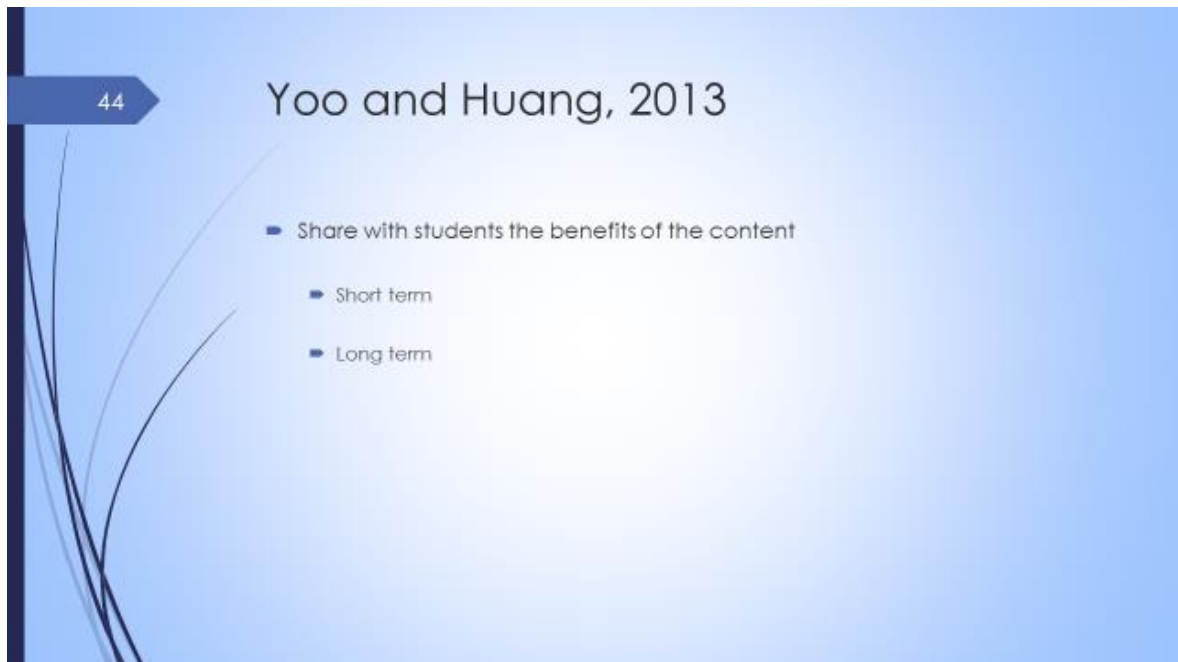 44
Yoo and Huang, 2013
Share with students the benefits of the content
Short term
Long term